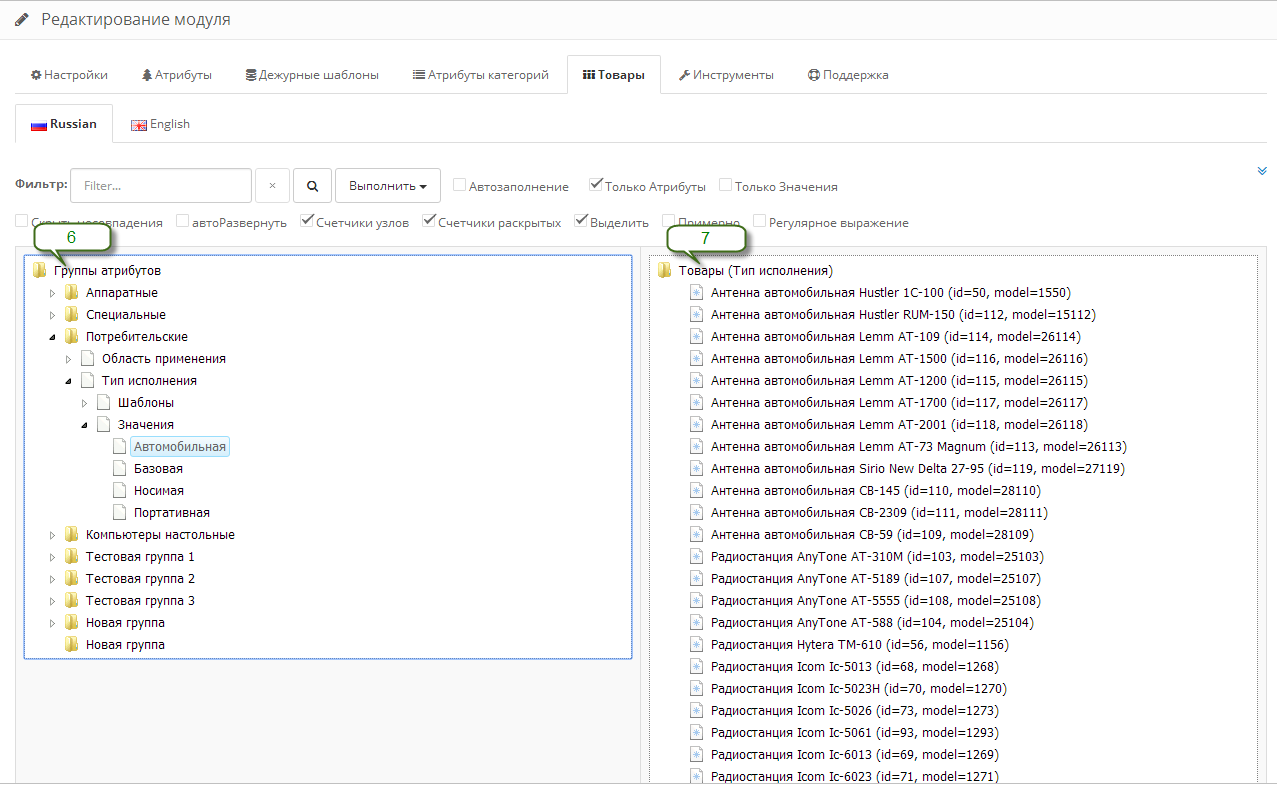 Редактирование модуля
Настройки Атрибуты Дежурные шаблоны Атрибуты категорий Товары Инструменты Поддержка
Russian English
Фильтр: Filter... × Выполнить Автозаполнение Только Атрибуты Только Значения
Скрыть несовпадения автоРазвернуть Счетчики узлов Счетчики раскрытых Выделить Примерно Регулярное выражение
6
Группы атрибутов
Аппаратные
Специальные
Потребительские
Область применения
Тип исполнения
Шаблоны
Значения
Автомобильная
Базовая
Носимая
Портативная
Компьютеры настольные
Тестовая группа 1
Тестовая группа 2
Тестовая группа 3
Новая группа
Новая группа
7
Товары (Тип исполнения)
Антенна автомобильная Hustler 1C-100 (id=50, model=1550)
Антенна автомобильная Hustler RUM-150 (id=112, model=15112)
Антенна автомобильная Lemm AT-109 (id=114, model=26114)
Антенна автомобильная Lemm AT-1500 (id=116, model=26116)
Антенна автомобильная Lemm AT-1200 (id=115, model=26115)
Антенна автомобильная Lemm AT-1700 (id=117, model=26117)
Антенна автомобильная Lemm AT-2001 (id=118, model=26118)
Антенна автомобильная Lemm AT-73 Magnum (id=113, model=26113)
Антенна автомобильная Sirio New Delta 27-95 (id=119, model=27119)
Антенна автомобильная СВ-145 (id=110, model=28110)
Антенна автомобильная СВ-2309 (id=111, model=28111)
Антенна автомобильная СВ-59 (id=109, model=28109)
Радиостанция AnyTone AT-310M (id=103, model=25103)
Радиостанция AnyTone AT-5189 (id=107, model=25107)
Радиостанция AnyTone AT-5555 (id=108, model=25108)
Радиостанция AnyTone AT-588 (id=104, model=25104)
Радиостанция Hytera TM-610 (id=56, model=1156)
Радиостанция Icom Ic-5013 (id=68, model=1268)
Радиостанция Icom Ic-5023H (id=70, model=1270)
Радиостанция Icom Ic-5026 (id=73, model=1273)
Радиостанция Icom Ic-5061 (id=93, model=1293)
Радиостанция Icom Ic-6013 (id=69, model=1269)
Радиостанция Icom Ic-6023 (id=71, model=1271)